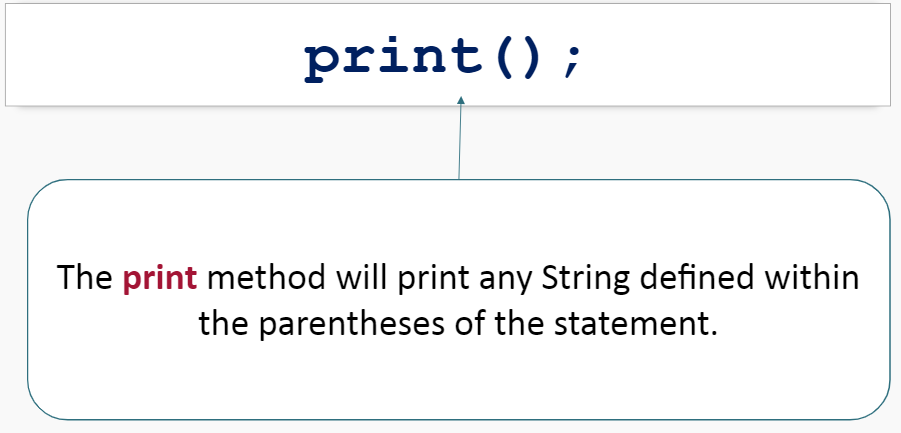 print();
The print method will print any String defined within
the parentheses of the statement.